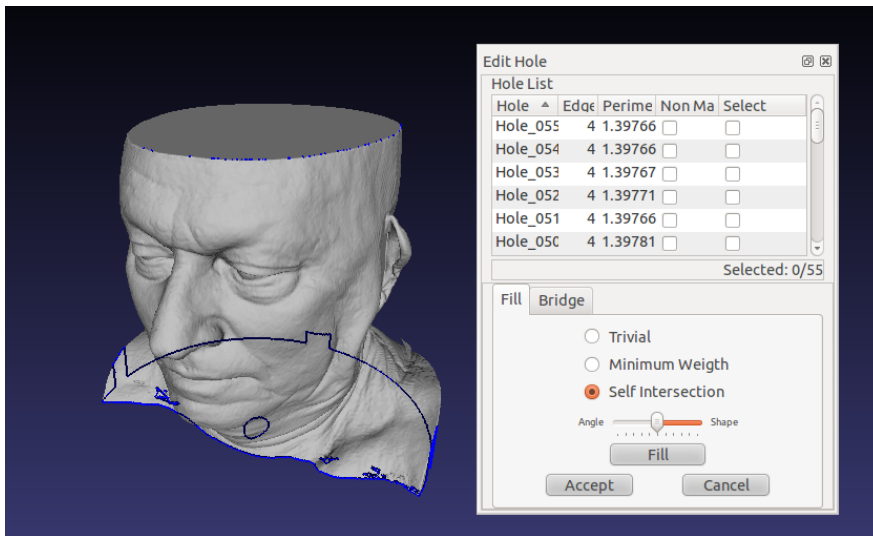 Edit Hole
Hole List
Hole Edge Perime Non Ma Select
Hole_055 4 1.39766
Hole_054 4 1.39766
Hole_053 4 1.39767
Hole_052 4 1.39771
Hole_051 4 1.39766
Hole_050 4 1.39781
Selected: 0/55
Fill Bridge
Trivial
Minimum Weigth
Self Intersection
Angle Shape
Fill
Accept Cancel